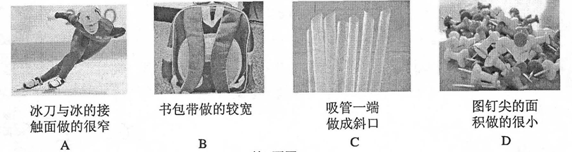 冰刀与冰的接
触面做的很窄
A
书包带做的较宽
B
吸管一端
做成斜口
C
图钉尖的面
积做的很小
D